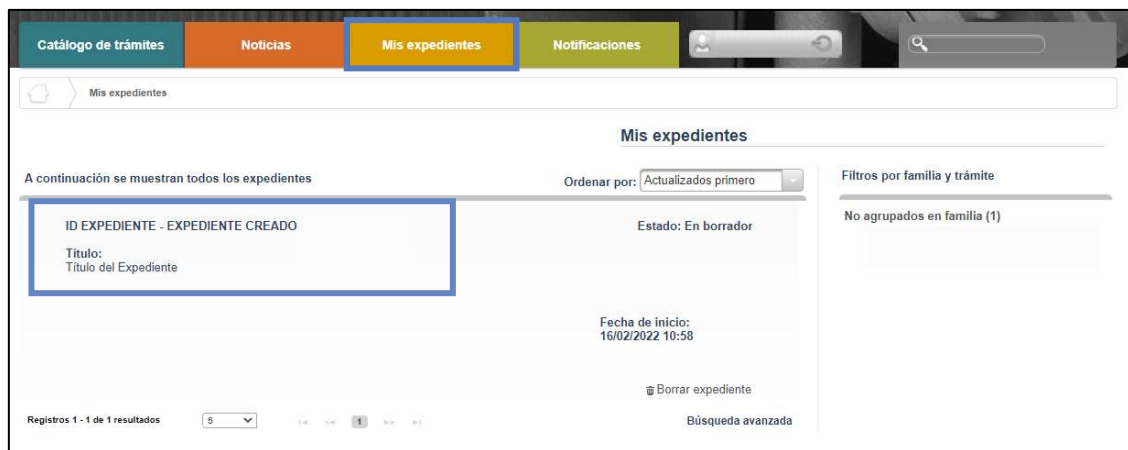 Catálogo de trámites Noticias Mis expedientes Notificaciones
Mis expedientes
Mis expedientes
A continuación se muestran todos los expedientes Ordenar por: Actualizados primero Filtros por familia y trámite
ID EXPEDIENTE - EXPEDIENTE CREADO Estado: En borrador No agrupados en familia (1)
Título:
Título del Expediente
Fecha de inicio:
16/02/2022 10:58
Borrar expediente
Registros 1 - 1 de 1 resultados 5 1 Búsqueda avanzada